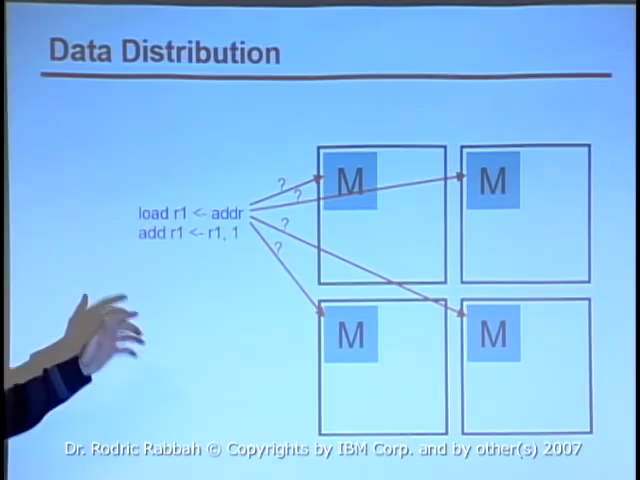 Data Distribution
M
M
?
?
load r1 <- addr
add r1 <- r1, 1
?
?
M
M
Dr. Rodric Rabbah © Copyrights by IBM Corp. and by other(s) 2007